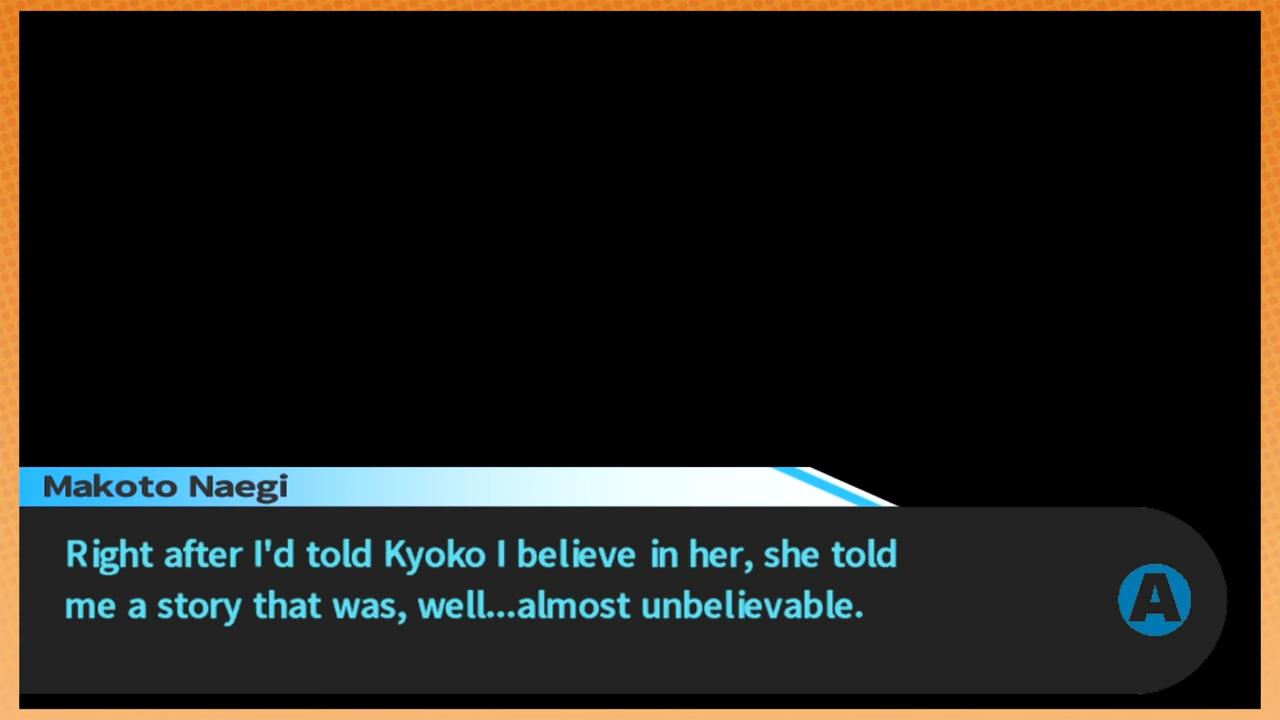 Makoto Naegi
Right after I'd told Kyoko I believe in her, she told
me a story that was, well...almost unbelievable.
A